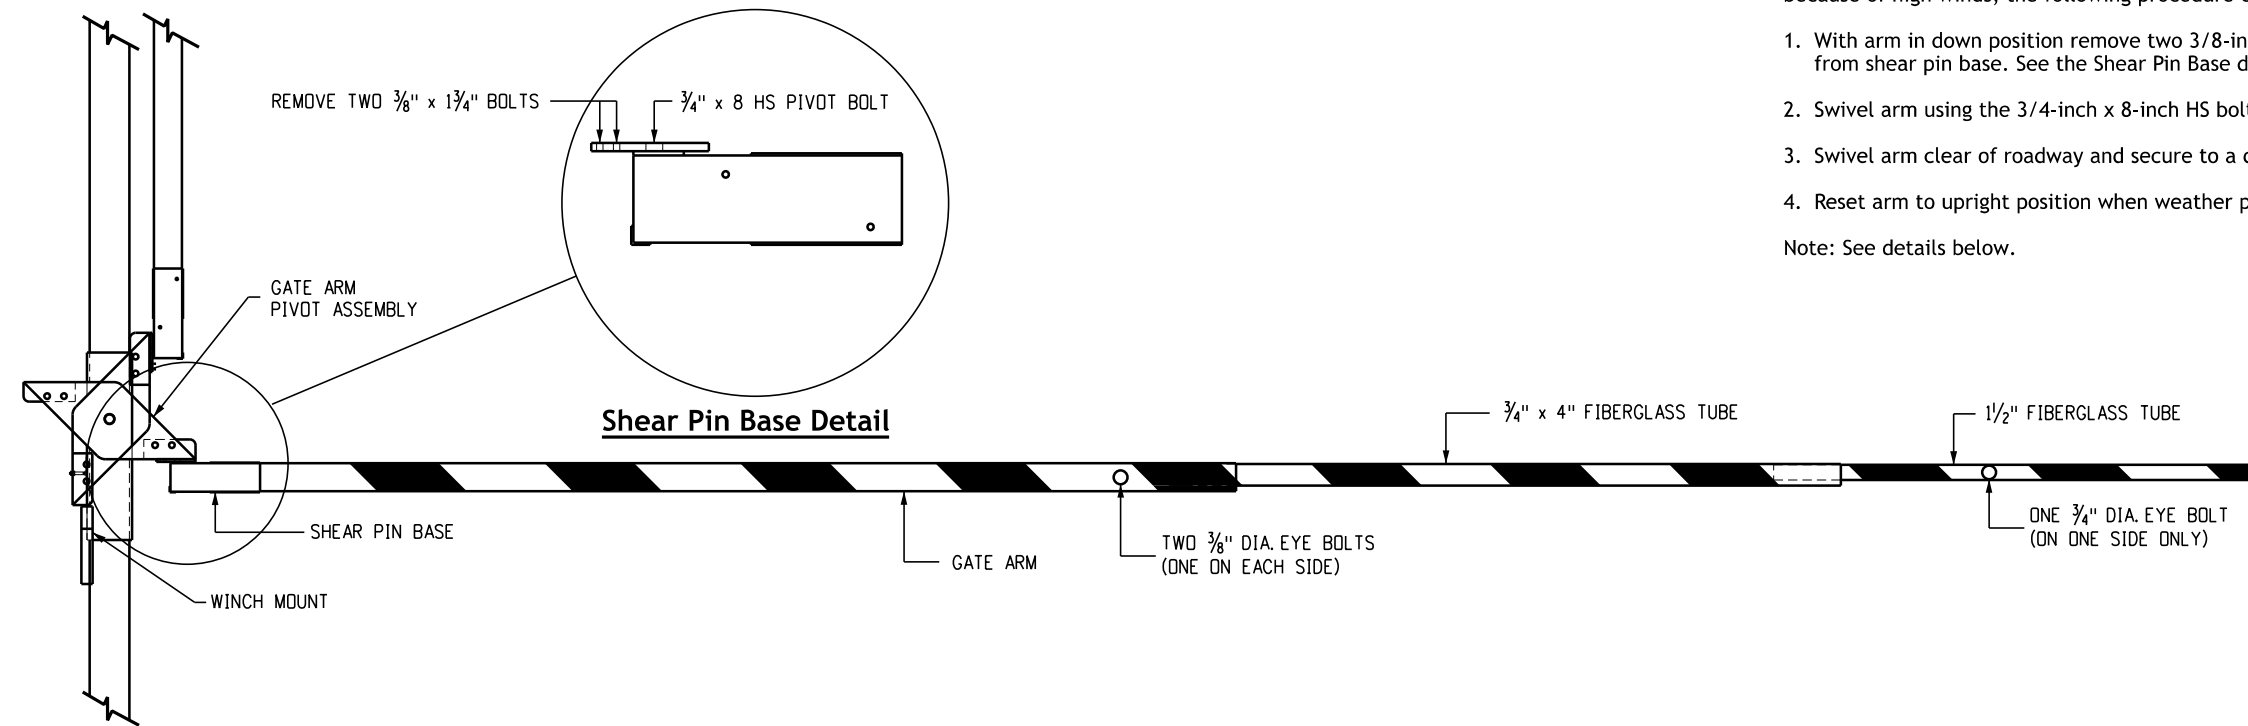 1. With arm in down position remove two 3/8-in
from shear pin base. See the Shear Pin Base d
2. Swivel arm using the 3/4-inch x 8-inch HS bolt
3. Swivel arm clear of roadway and secure to a
4. Reset arm to upright position when weather p
Note: See details below.
REMOVE TWO 3/8" x 1 3/4" BOLTS
3/4" x 8 HS PIVOT BOLT
GATE ARM
PIVOT ASSEMBLY
Shear Pin Base Detail
3/4" x 4" FIBERGLASS TUBE
1 1/2" FIBERGLASS TUBE
SHEAR PIN BASE
GATE ARM
TWO 3/8" DIA. EYE BOLTS
(ONE ON EACH SIDE)
ONE 3/4" DIA. EYE BOLT
(ON ONE SIDE ONLY)
WINCH MOUNT